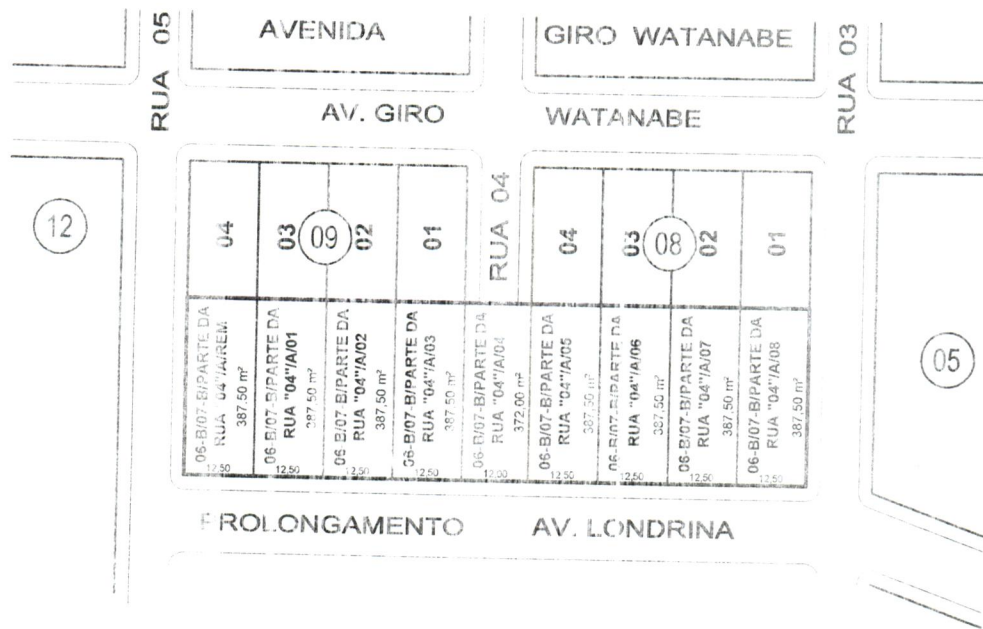 RUA 05
AVENIDA
GIRO WATANABE
RUA 03
AV. GIRO
WATANABE
12
04
03
09
02
01
RUA 04
04
03
08
02
01
05
06-B/07-B/PARTE DA
RUA "04"/A/REM
387,50 m²
12,50
06-B/07-B/PARTE DA
RUA "04"/A/01
387,50 m²
12,50
06-B/07-B/PARTE DA
RUA "04"/A/02
387,50 m²
12,50
06-B/07-B/PARTE DA
RUA "04"/A/03
387,50 m²
12,50
06-B/07-B/PARTE DA
RUA "04"/A/04
372,00 m²
12,00
06-B/07-B/PARTE DA
RUA "04"/A/05
387,50 m²
12,50
06-B/07-B/PARTE DA
RUA "04"/A/06
387,50 m²
12,50
06-B/07-B/PARTE DA
RUA "04"/A/07
387,50 m²
12,50
06-B/07-B/PARTE DA
RUA "04"/A/08
387,50 m²
12,50
PROLONGAMENTO
AV. LONDRINA